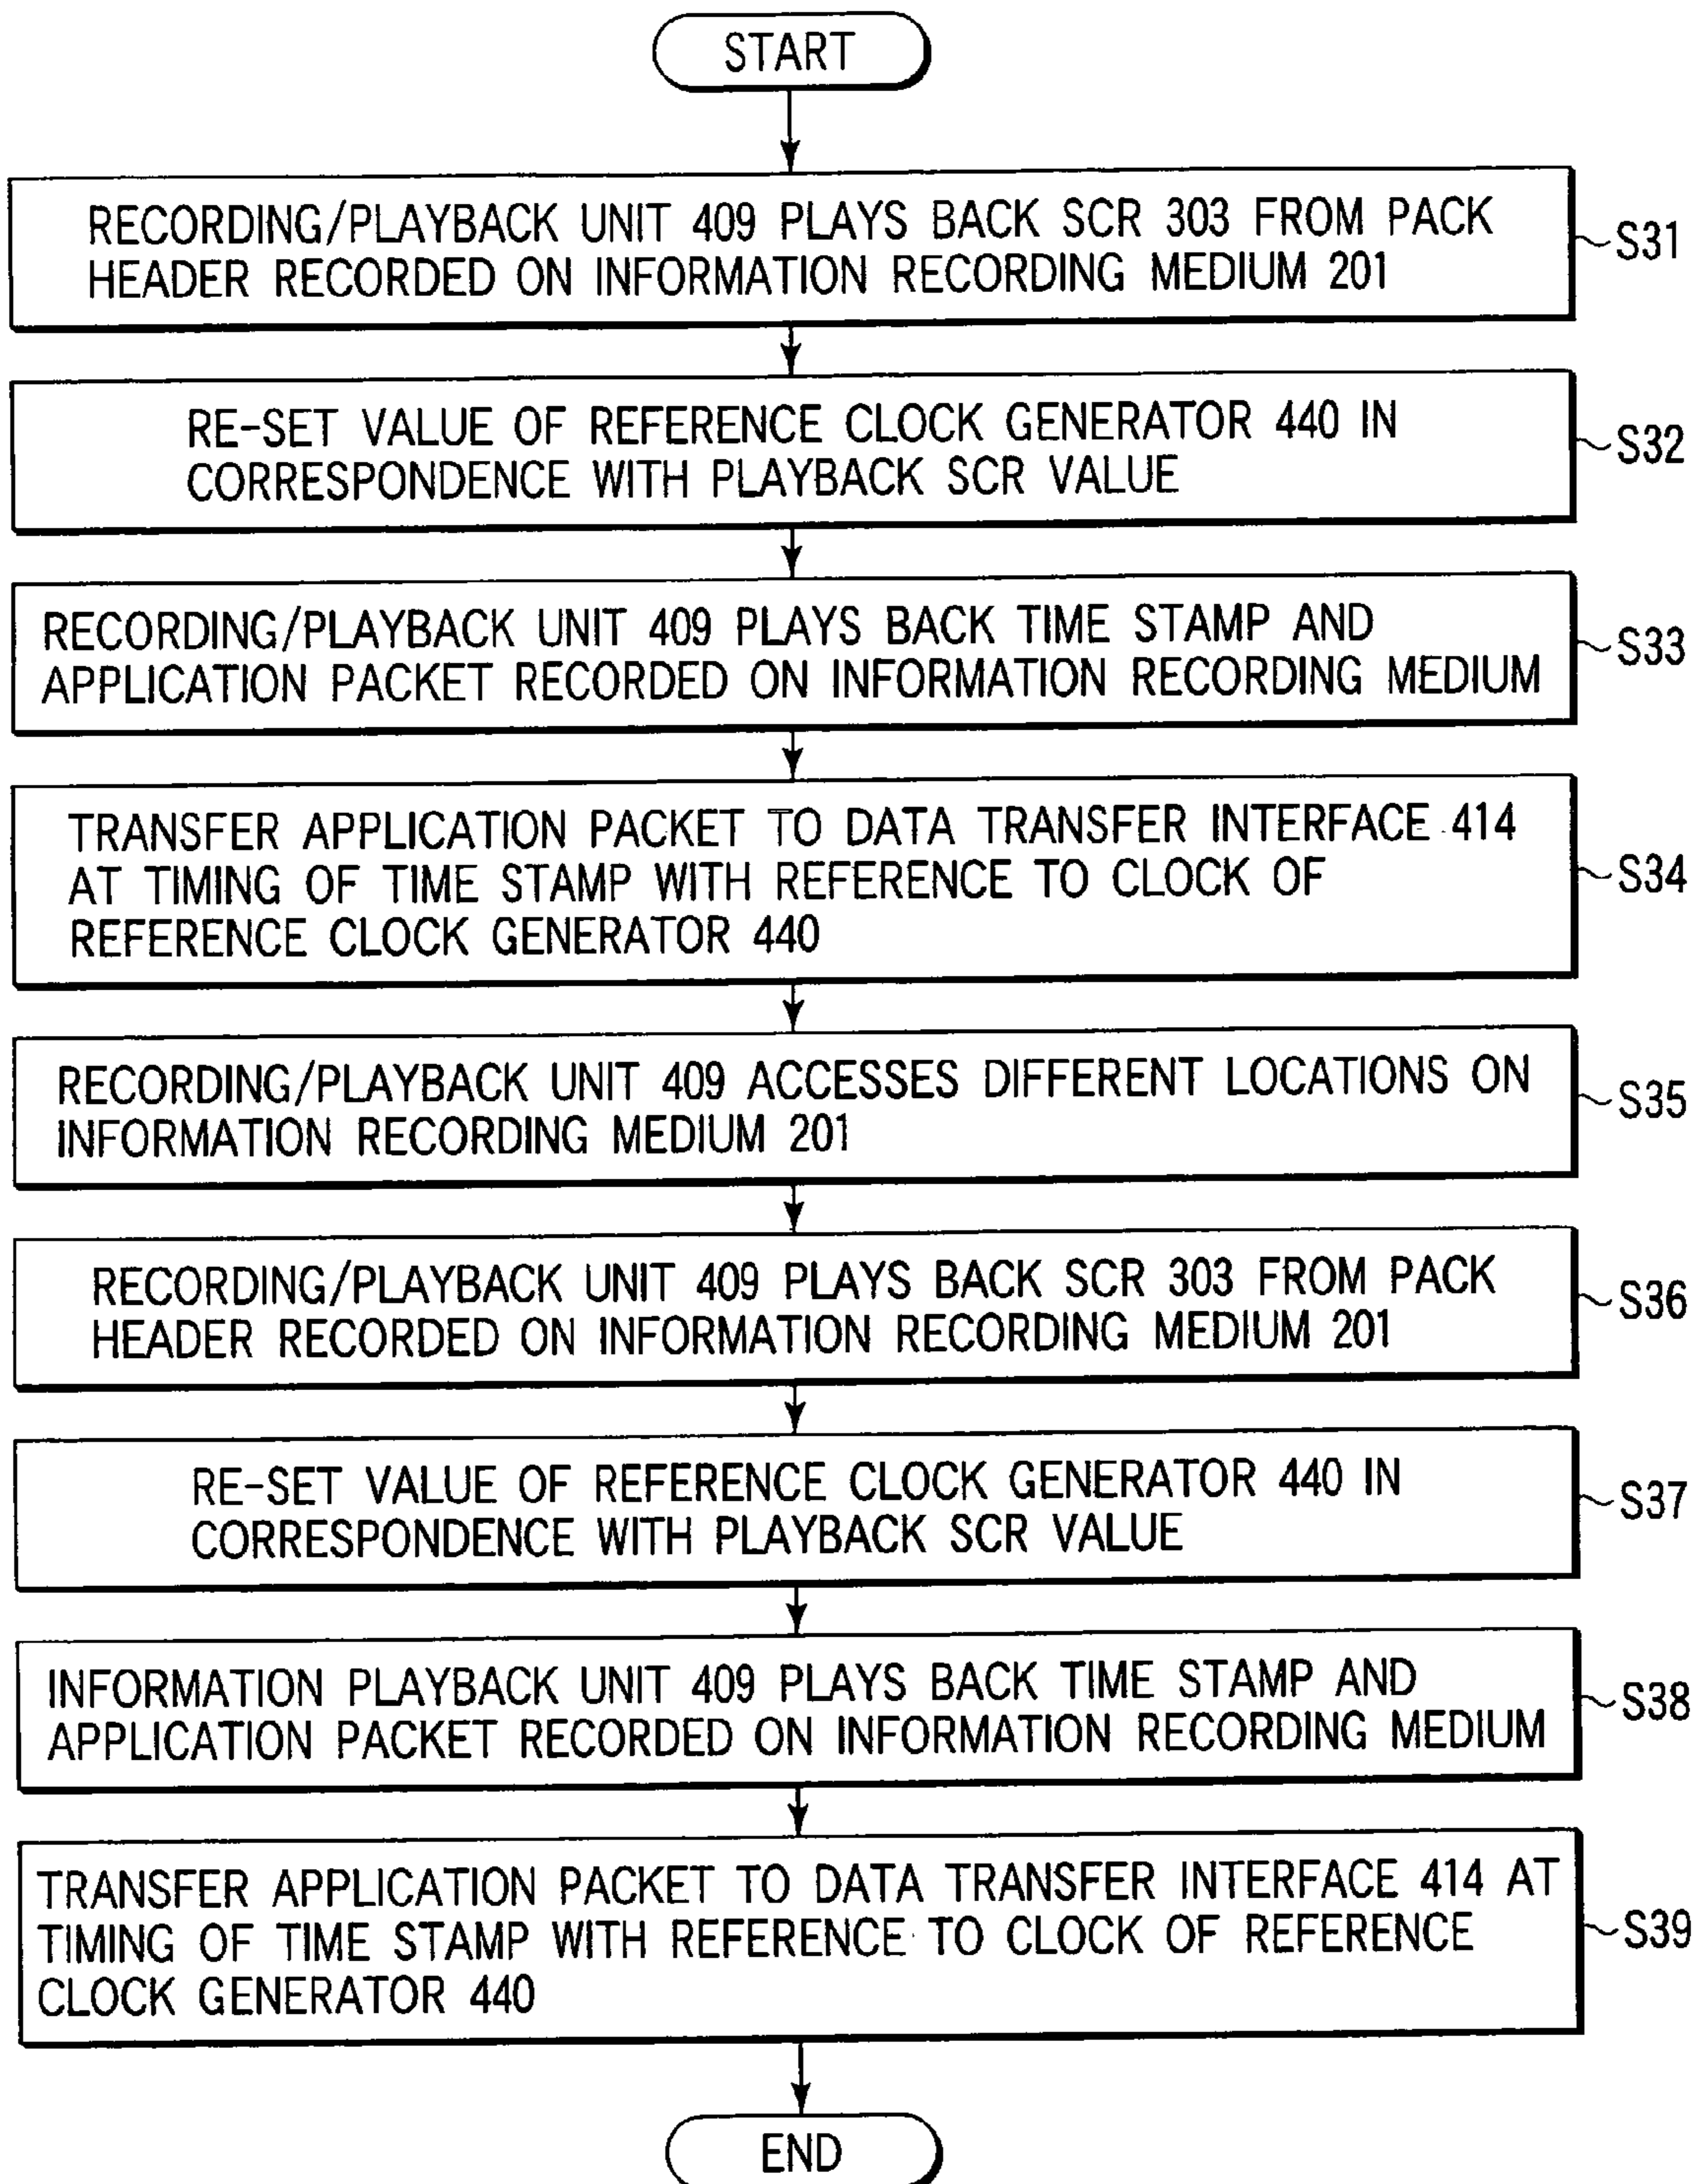 START
RECORDING/PLAYBACK UNIT 409 PLAYS BACK SCR 303 FROM PACK
HEADER RECORDED ON INFORMATION RECORDING MEDIUM 201
S31
RE-SET VALUE OF REFERENCE CLOCK GENERATOR 440 IN
CORRESPONDENCE WITH PLAYBACK SCR VALUE
S32
RECORDING/PLAYBACK UNIT 409 PLAYS BACK TIME STAMP AND
APPLICATION PACKET RECORDED ON INFORMATION RECORDING MEDIUM
S33
TRANSFER APPLICATION PACKET TO DATA TRANSFER INTERFACE 414
AT TIMING OF TIME STAMP WITH REFERENCE TO CLOCK OF
REFERENCE CLOCK GENERATOR 440
S34
RECORDING/PLAYBACK UNIT 409 ACCESSES DIFFERENT LOCATIONS ON
INFORMATION RECORDING MEDIUM 201
S35
RECORDING/PLAYBACK UNIT 409 PLAYS BACK SCR 303 FROM PACK
HEADER RECORDED ON INFORMATION RECORDING MEDIUM 201
S36
RE-SET VALUE OF REFERENCE CLOCK GENERATOR 440 IN
CORRESPONDENCE WITH PLAYBACK SCR VALUE
S37
INFORMATION PLAYBACK UNIT 409 PLAYS BACK TIME STAMP AND
APPLICATION PACKET RECORDED ON INFORMATION RECORDING MEDIUM
S38
TRANSFER APPLICATION PACKET TO DATA TRANSFER INTERFACE 414 AT
TIMING OF TIME STAMP WITH REFERENCE TO CLOCK OF REFERENCE
CLOCK GENERATOR 440
S39
END